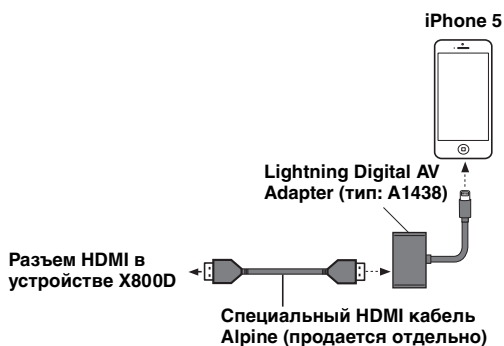 iPhone 5
Lightning Digital AV
Adapter (тип: A1438)
Разъем HDMI в
устройстве X800D
Специальный HDMI кабель
Alpine (продается отдельно)